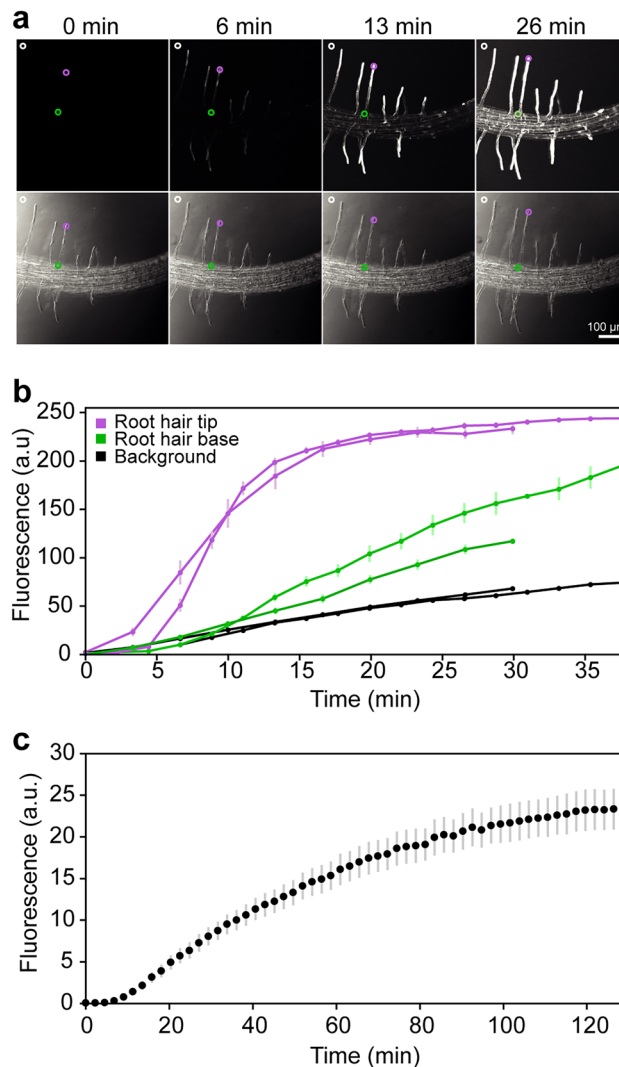 a
0 min 6 min 13 min 26 min
100 µm
b
Root hair tip
Root hair base
Background
Fluorescence (a.u)
250
200
150
100
50
0
0 5 10 15 20 25 30 35
Time (min)
c
Fluorescence (a.u.)
30
25
20
15
10
5
0
0 20 40 60 80 100 120
Time (min)